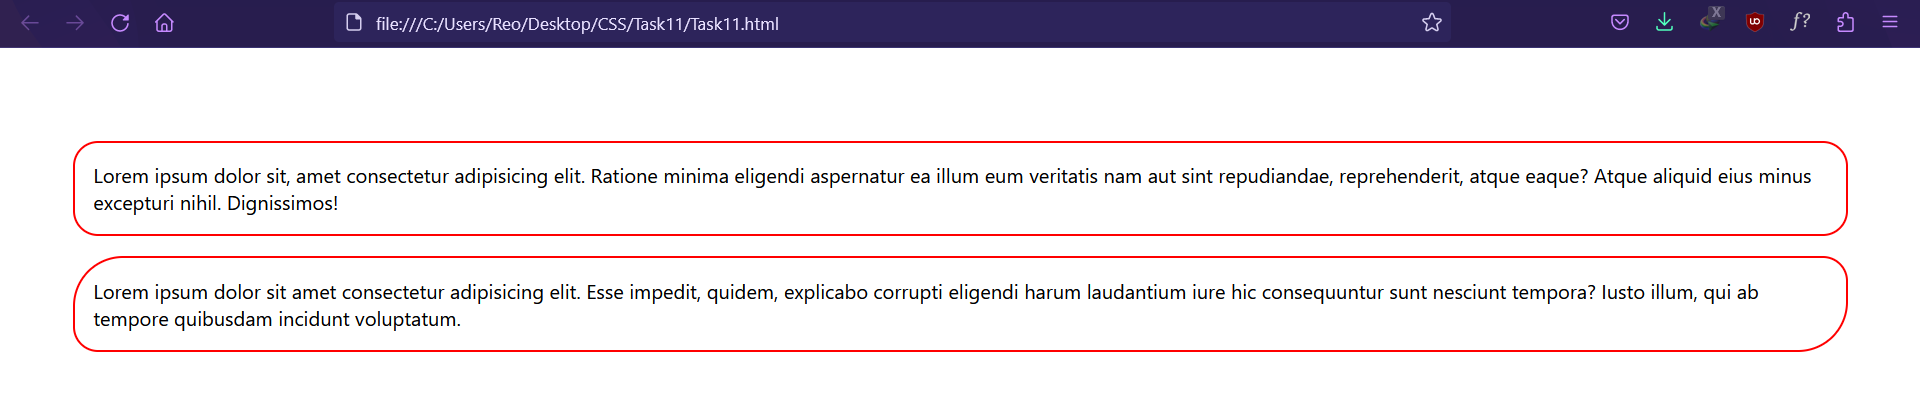 file:///C:/Users/Reo/Desktop/CSS/Task11/Task11.html
X
UO
f?
Lorem ipsum dolor sit, amet consectetur adipisicing elit. Ratione minima eligendi aspernatur ea illum eum veritatis nam aut sint repudiandae, reprehenderit, atque eaque? Atque aliquid eius minus
excepturi nihil. Dignissimos!
Lorem ipsum dolor sit amet consectetur adipisicing elit. Esse impedit, quidem, explicabo corrupti eligendi harum laudantium iure hic consequuntur sunt nesciunt tempora? Iusto illum, qui ab
tempore quibusdam incidunt voluptatum.